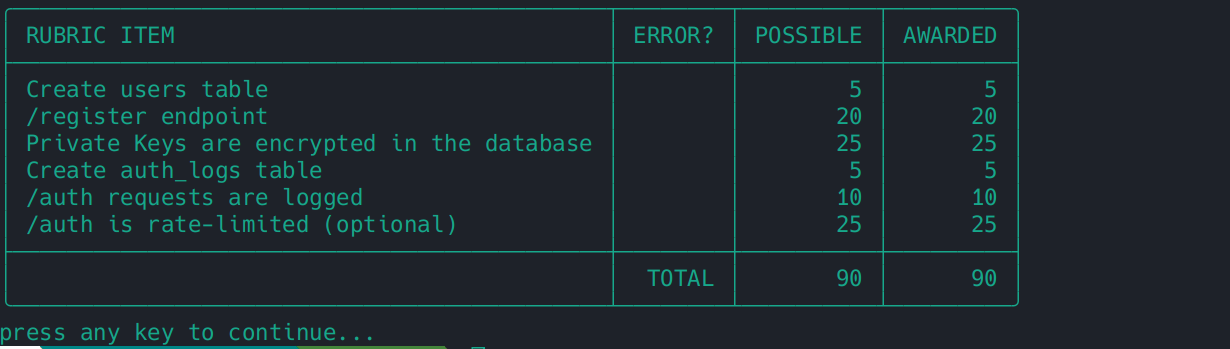 RUBRIC ITEM ERROR? POSSIBLE AWARDED
Create users table 5 5
/register endpoint 20 20
Private Keys are encrypted in the database 25 25
Create auth_logs table 5 5
/auth requests are logged 10 10
/auth is rate-limited (optional) 25 25
TOTAL 90 90
press any key to continue...